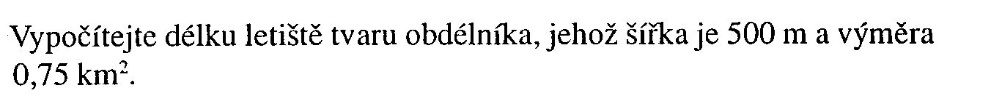 Vypočítejte délku letiště tvaru obdélníka, jehož šířka je 500 m a výměra
0,75 km².